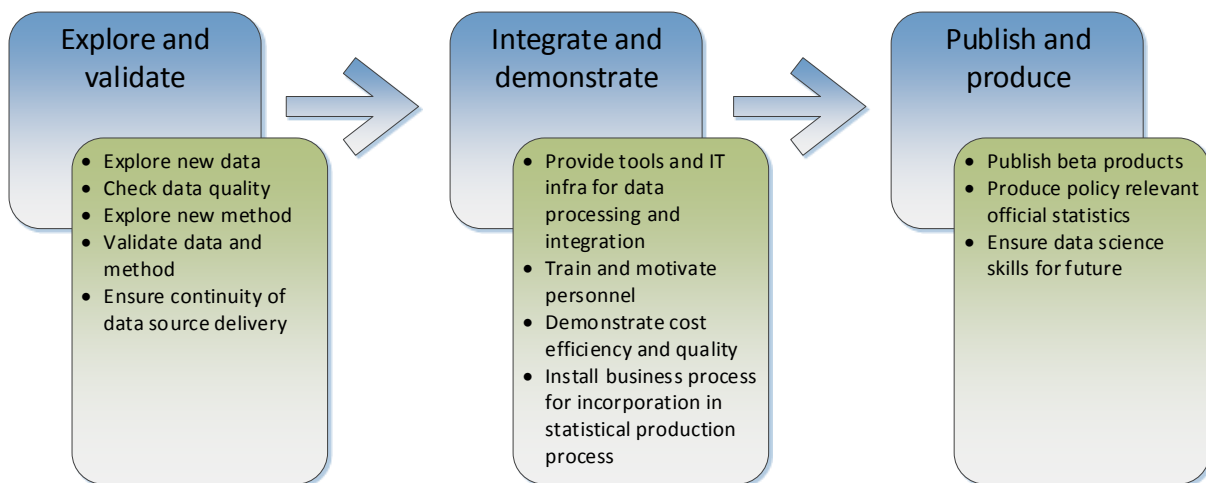 Explore and
validate
• Explore new data
• Check data quality
• Explore new method
• Validate data and
method
• Ensure continuity of
data source delivery
Integrate and
demonstrate
• Provide tools and IT
infra for data
processing and
integration
• Train and motivate
personnel
• Demonstrate cost
efficiency and quality
• Install business process
for incorporation in
statistical production
process
Publish and
produce
• Publish beta products
• Produce policy relevant
official statistics
• Ensure data science
skills for future